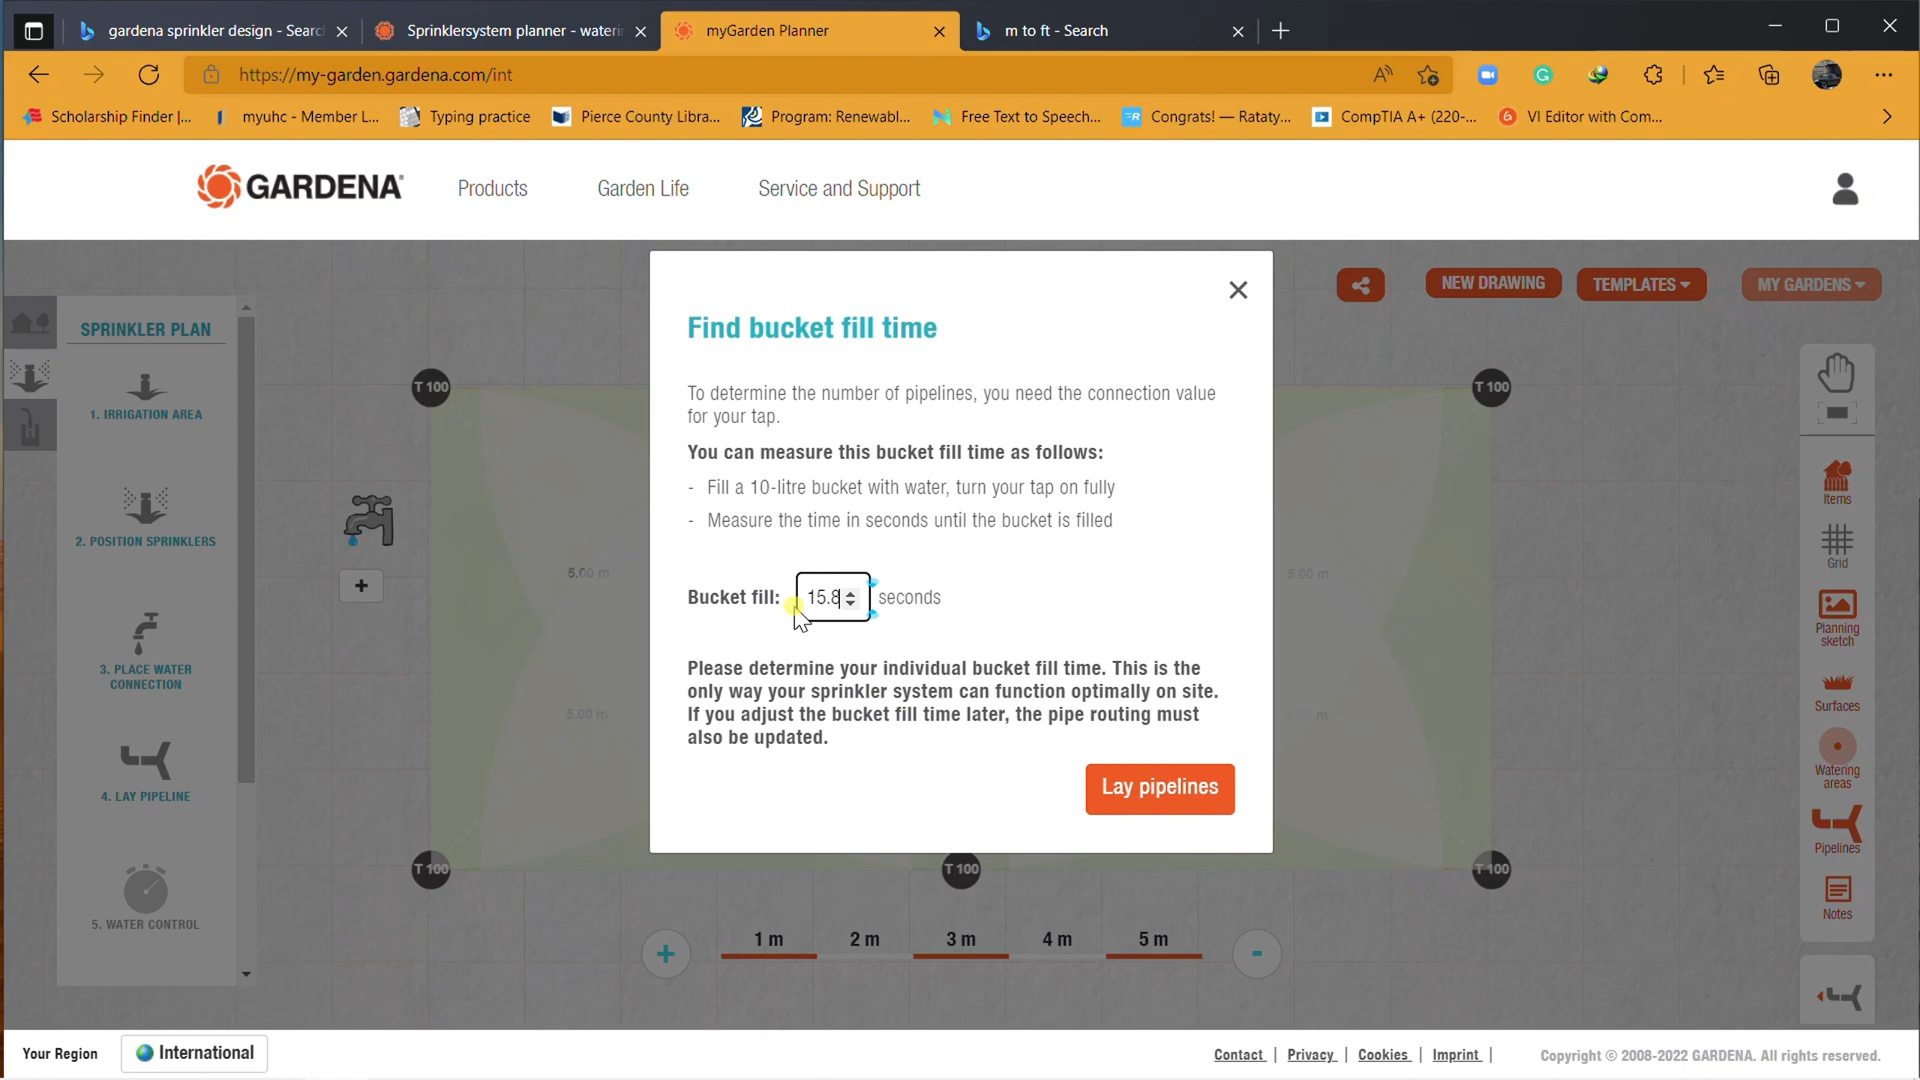 gardena sprinkler design - Searc
Sprinklersystem planner - waterin
myGarden Planner
m to ft - Search
https://my-garden.gardena.com/int
Scholarship Finder |...
myuhc - Member L...
Typing practice
Pierce County Libra...
Program: Renewabl...
Free Text to Speech...
Congrats! — Rataty...
CompTIA A+ (220-...
VI Editor with Com...
GARDENA
Products
Garden Life
Service and Support
NEW DRAWING
TEMPLATES
MY GARDENS
SPRINKLER PLAN
1. IRRIGATION AREA
2. POSITION SPRINKLERS
3. PLACE WATER
CONNECTION
4. LAY PIPELINE
5. WATER CONTROL
T 100
T 100
T 100
T 100
T 100
5.00 m
5.00 m
5.00 m
5.00 m
Find bucket fill time
To determine the number of pipelines, you need the connection value
for your tap.
You can measure this bucket fill time as follows:
- Fill a 10-litre bucket with water, turn your tap on fully
- Measure the time in seconds until the bucket is filled
Bucket fill: 15.8 seconds
Please determine your individual bucket fill time. This is the
only way your sprinkler system can function optimally on site.
If you adjust the bucket fill time later, the pipe routing must
also be updated.
Lay pipelines
1 m 2 m 3 m 4 m 5 m
Items
Grid
Planning
sketch
Surfaces
Watering
areas
Pipelines
Notes
Your Region
International
Contact | Privacy | Cookies | Imprint |
Copyright © 2008-2022 GARDENA. All rights reserved.